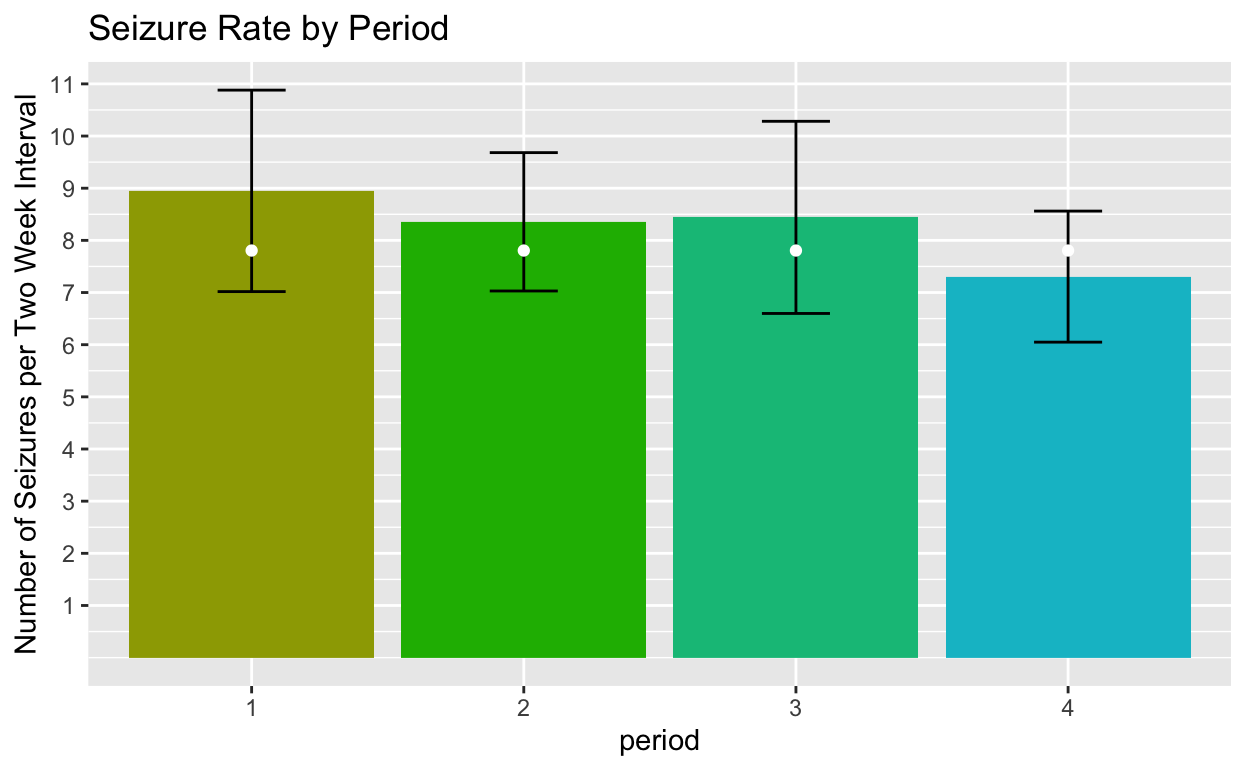 Seizure Rate by Period
Number of Seizures per Two Week Interval
11
10
9
8
7
6
5
4
3
2
1
1 2 3 4
period